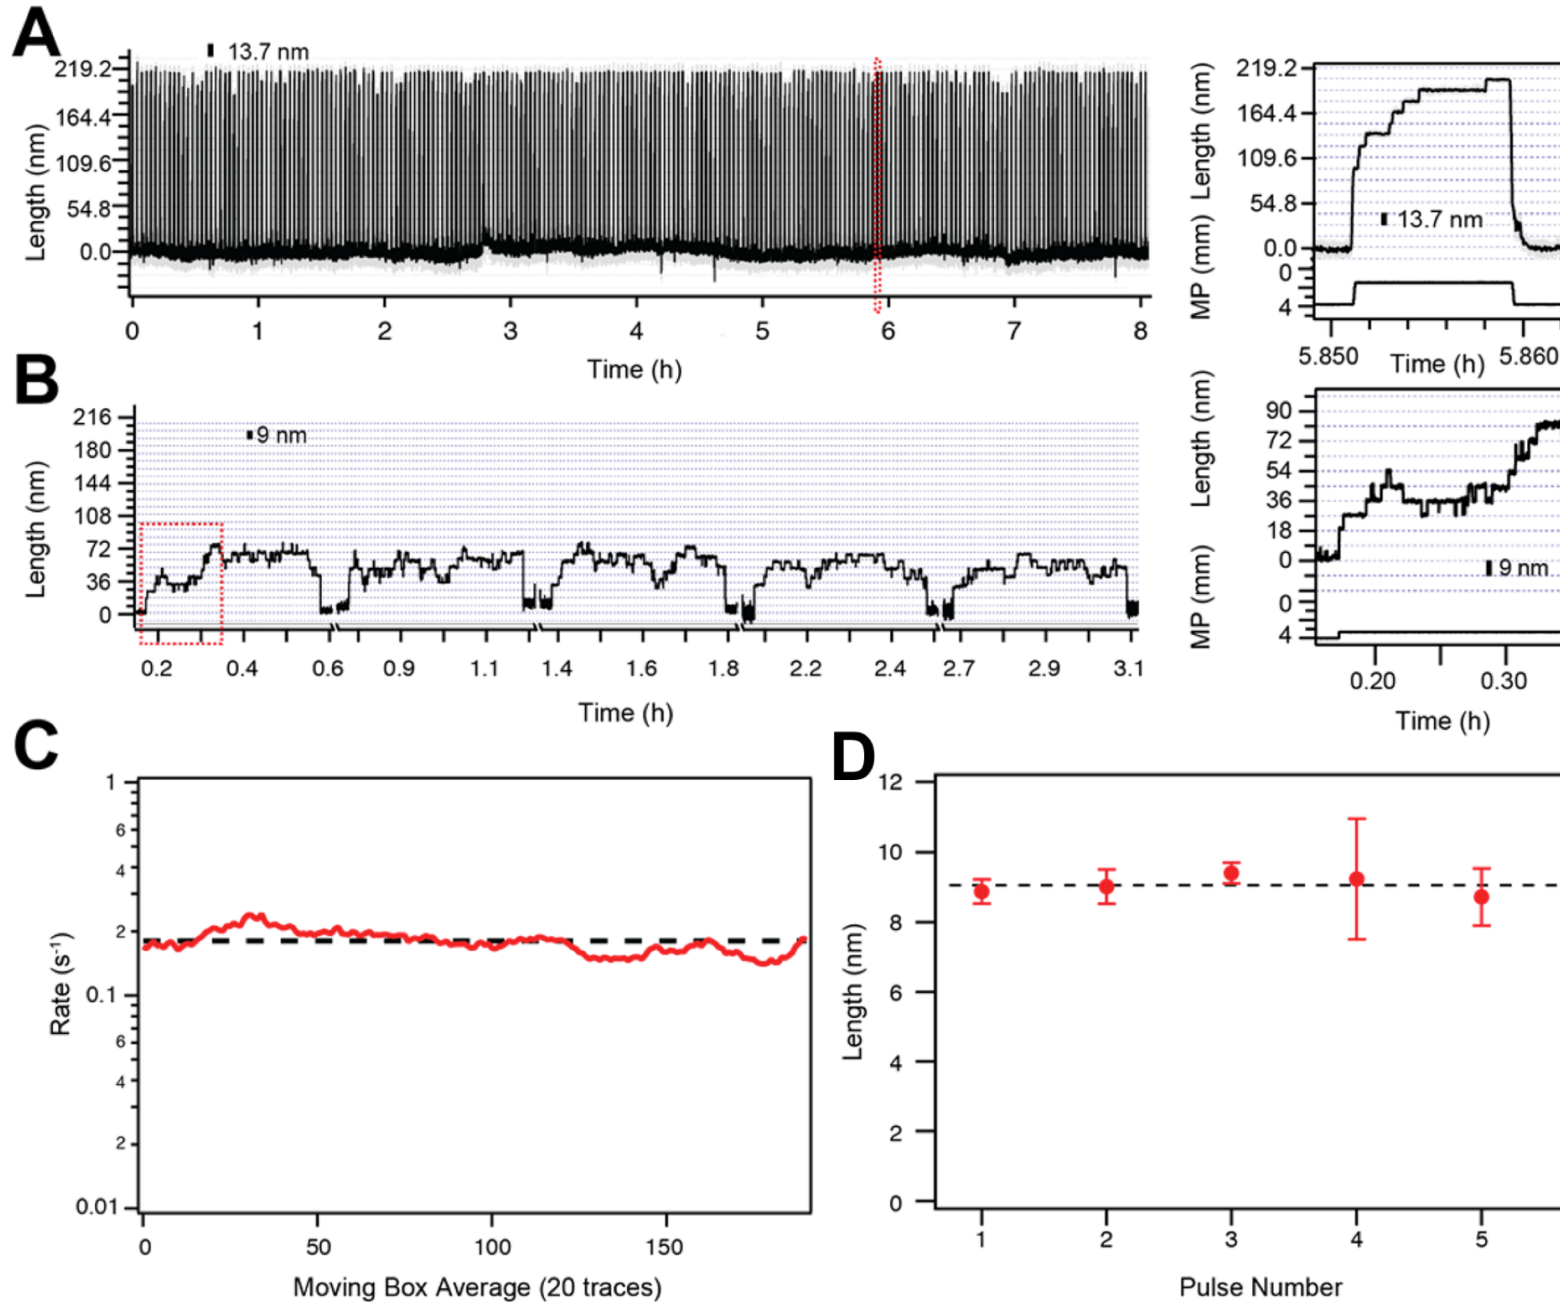 A
13.7 nm
Length (nm)
219.2
164.4
109.6
54.8
0.0
0 1 2 3 4 5 6 7 8
Time (h)
Length (nm)
MP (mm)
219.2
164.4
109.6
54.8
0.0
0
4
13.7 nm
5.850 5.860
Time (h)
B
9 nm
Length (nm)
216
180
144
108
72
36
0
0.2 0.4 0.6 0.9 1.1 1.4 1.6 1.8 2.2 2.4 2.7 2.9 3.1
Time (h)
Length (nm)
MP (mm)
90
72
54
36
18
0
0
4
9 nm
0.20 0.30
Time (h)
C
Rate (s-1)
1
6
4
2
0.1
6
4
2
0.01
0 50 100 150
Moving Box Average (20 traces)
D
Length (nm)
12
10
8
6
4
2
0
1 2 3 4 5
Pulse Number